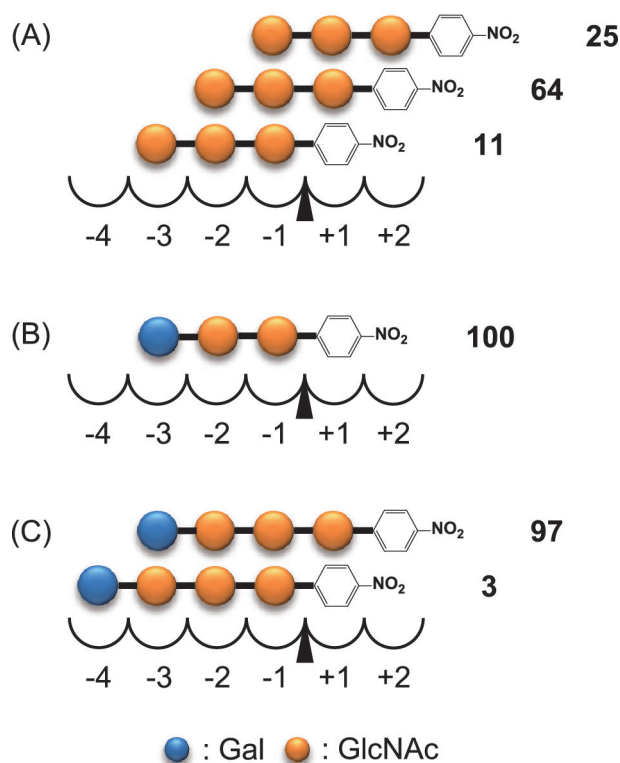 (A)
NO2 25
NO2 64
NO2 11
-4 -3 -2 -1 +1 +2
(B)
NO2 100
-4 -3 -2 -1 +1 +2
(C)
NO2 97
NO2 3
-4 -3 -2 -1 +1 +2
: Gal : GlcNAc